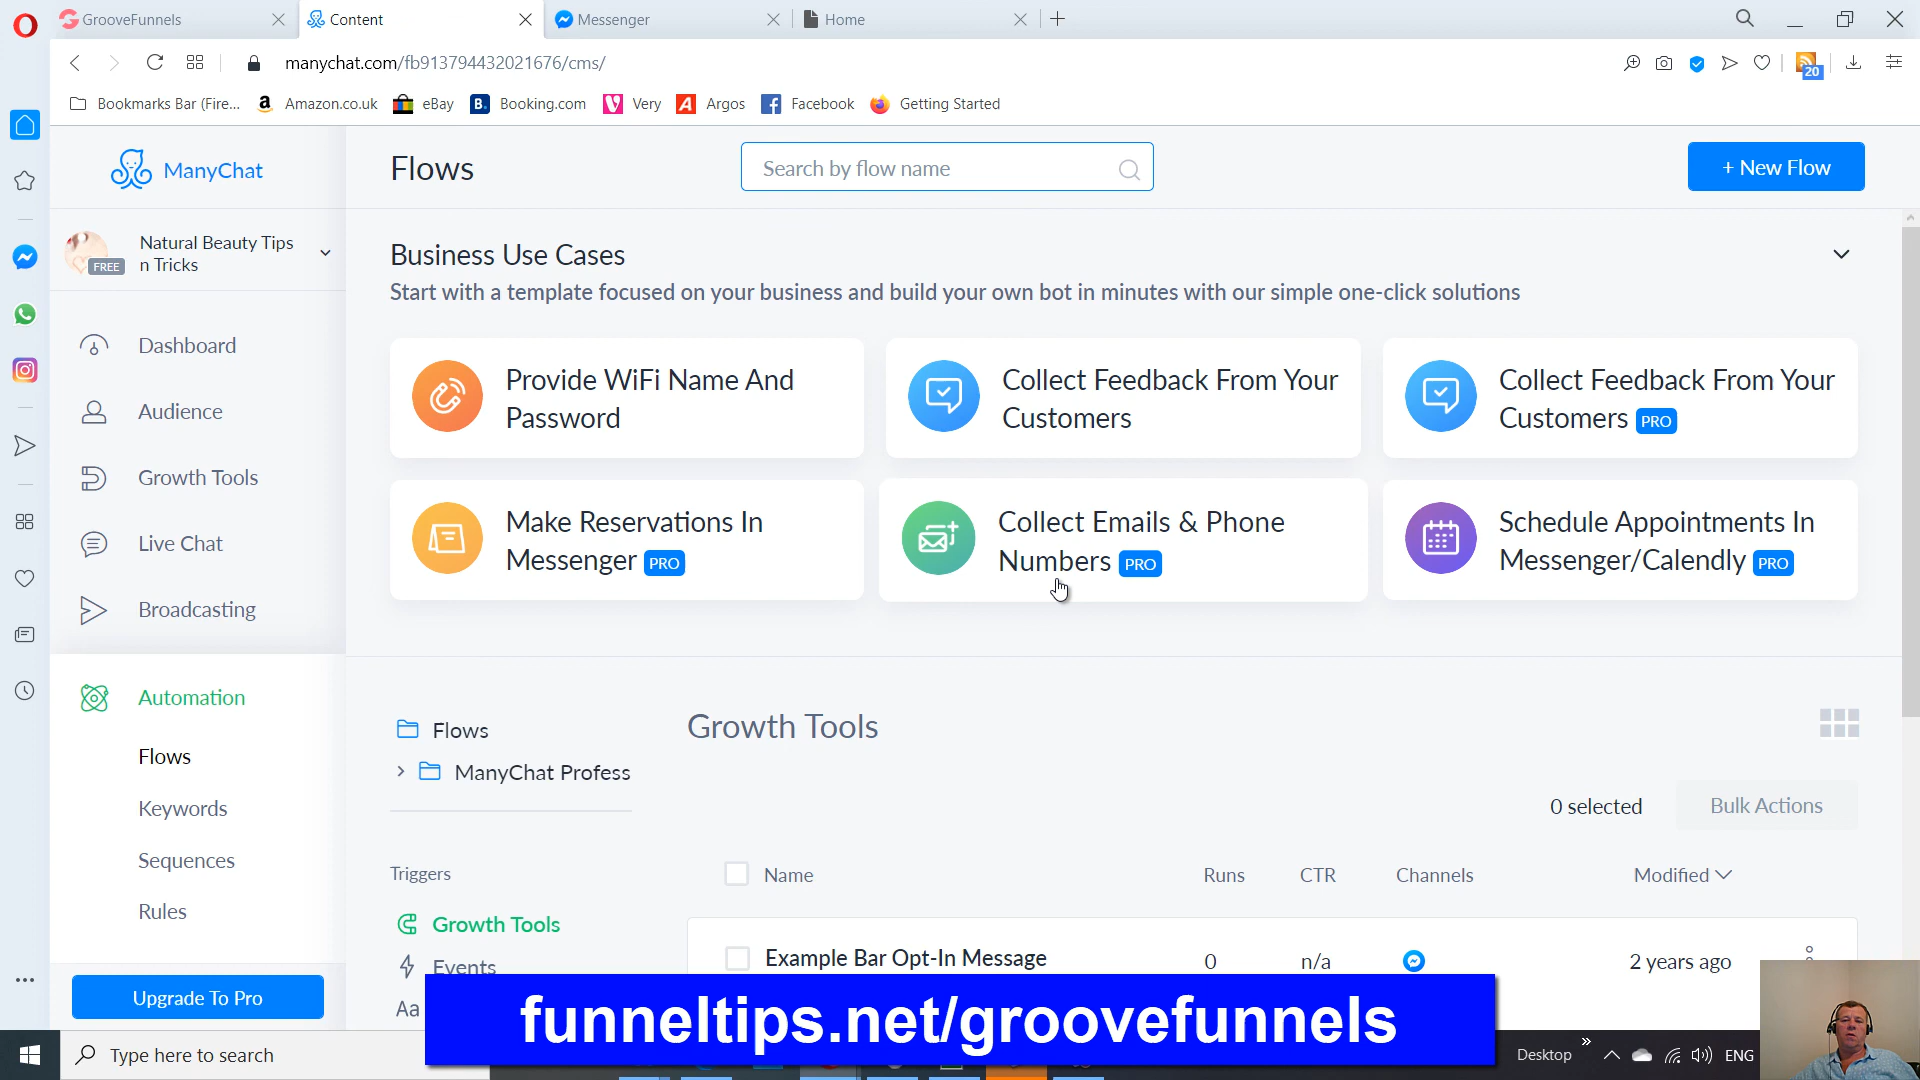 GrooveFunnels
Content
Messenger
Home
manychat.com/fb913794432021676/cms/
20
Bookmarks Bar (Fire...
Amazon.co.uk
eBay
Booking.com
Very
Argos
Facebook
Getting Started
ManyChat
Flows
Search by flow name
+ New Flow
Natural Beauty Tips
n Tricks
FREE
Business Use Cases
Start with a template focused on your business and build your own bot in minutes with our simple one-click solutions
Dashboard
Audience
Growth Tools
Live Chat
Broadcasting
Automation
Flows
Keywords
Sequences
Rules
Upgrade To Pro
Provide WiFi Name And
Password
Collect Feedback From Your
Customers
Collect Feedback From Your
Customers PRO
Make Reservations In
Messenger PRO
Collect Emails & Phone
Numbers PRO
Schedule Appointments In
Messenger/Calendly PRO
Flows
ManyChat Profess
Triggers
Growth Tools
Events
Aa
Growth Tools
0 selected
Bulk Actions
Name
Runs
CTR
Channels
Modified
Example Bar Opt-In Message
0
n/a
2 years ago
funneltips.net/groovefunnels
Type here to search
Desktop
ENG